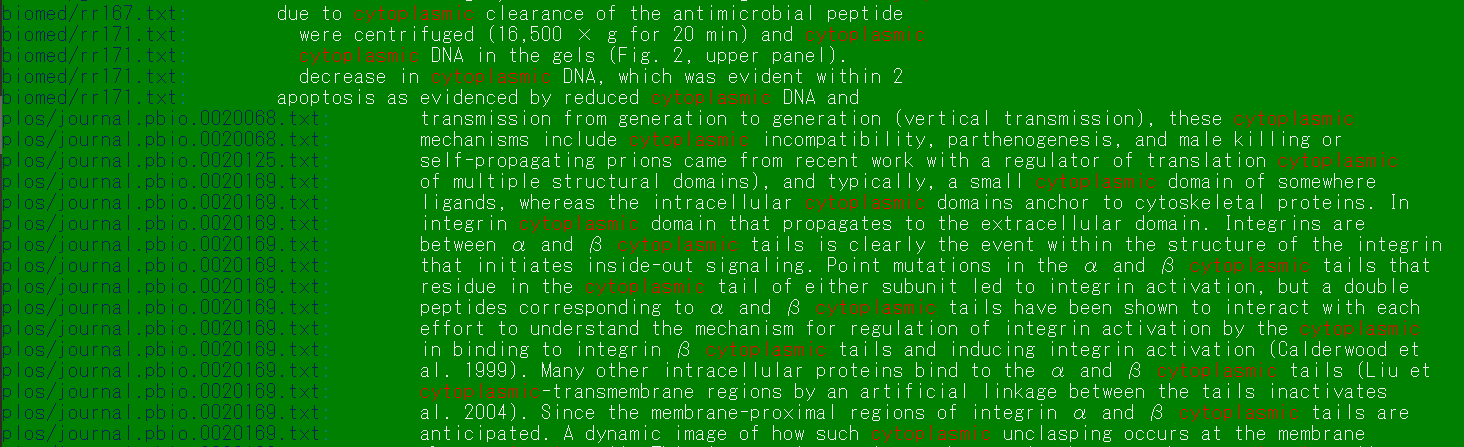 biomed/rr167.txt: due to cytoplasmic clearance of the antimicrobial peptide
biomed/rr171.txt: were centrifuged (16,500 × g for 20 min) and cytoplasmic
biomed/rr171.txt: cytoplasmic DNA in the gels (Fig. 2, upper panel).
biomed/rr171.txt: decrease in cytoplasmic DNA, which was evident within 2
biomed/rr171.txt: apoptosis as evidenced by reduced cytoplasmic DNA and
plos/journal.pbio.0020068.txt: transmission from generation to generation (vertical transmission), these cytoplasmic
plos/journal.pbio.0020068.txt: mechanisms include cytoplasmic incompatibility, parthenogenesis, and male killing or
plos/journal.pbio.0020125.txt: self-propagating prions came from recent work with a regulator of translation cytoplasmic
plos/journal.pbio.0020169.txt: of multiple structural domains), and typically, a small cytoplasmic domain of somewhere
plos/journal.pbio.0020169.txt: ligands, whereas the intracellular cytoplasmic domains anchor to cytoskeletal proteins. In
plos/journal.pbio.0020169.txt: integrin cytoplasmic domain that propagates to the extracellular domain. Integrins are
plos/journal.pbio.0020169.txt: between α and β cytoplasmic tails is clearly the event within the structure of the integrin
plos/journal.pbio.0020169.txt: that initiates inside-out signaling. Point mutations in the α and β cytoplasmic tails that
plos/journal.pbio.0020169.txt: residue in the cytoplasmic tail of either subunit led to integrin activation, but a double
plos/journal.pbio.0020169.txt: peptides corresponding to α and β cytoplasmic tails have been shown to interact with each
plos/journal.pbio.0020169.txt: effort to understand the mechanism for regulation of integrin activation by the cytoplasmic
plos/journal.pbio.0020169.txt: in binding to integrin β cytoplasmic tails and inducing integrin activation (Calderwood et
plos/journal.pbio.0020169.txt: al. 1999). Many other intracellular proteins bind to the α and β cytoplasmic tails (Liu et
plos/journal.pbio.0020169.txt: cytoplasmic-transmembrane regions by an artificial linkage between the tails inactivates
plos/journal.pbio.0020169.txt: al. 2004). Since the membrane-proximal regions of integrin α and β cytoplasmic tails are
plos/journal.pbio.0020169.txt: anticipated. A dynamic image of how such cytoplasmic unclasping occurs at the membrane